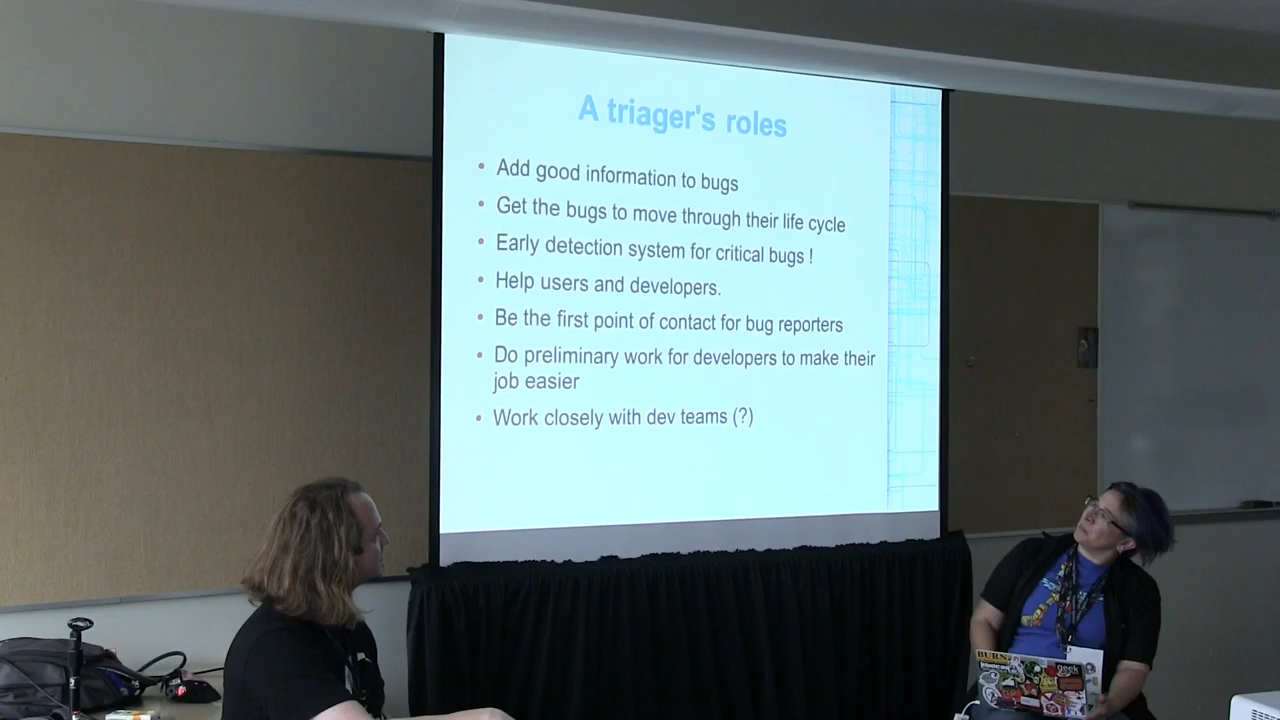 A triager's roles
• Add good information to bugs
• Get the bugs to move through their life cycle
• Early detection system for critical bugs !
• Help users and developers.
• Be the first point of contact for bug reporters
• Do preliminary work for developers to make their
job easier
• Work closely with dev teams (?)
BURN
geek